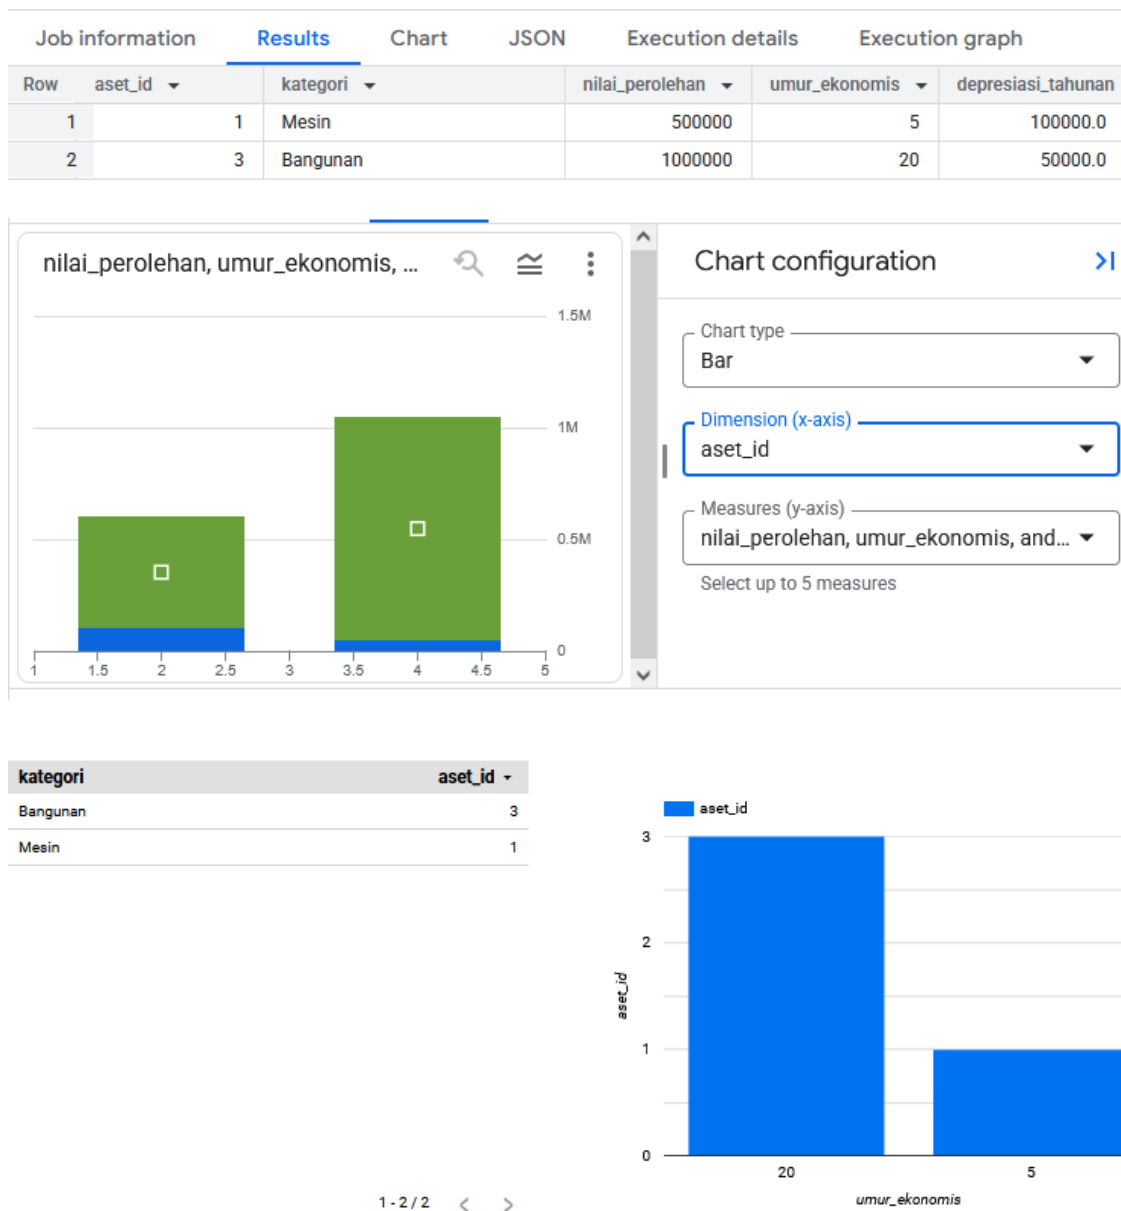 Job information Results Chart JSON Execution details Execution graph
Row aset_id kategori nilai_perolehan umur_ekonomis depresiasi_tahunan
1 1 Mesin 500000 5 100000.0
2 3 Bangunan 1000000 20 50000.0
nilai_perolehan, umur_ekonomis, ...
Chart configuration
1.5M
1M
0.5M
0
1 1.5 2 2.5 3 3.5 4 4.5 5
Chart type
Bar
Dimension (x-axis)
aset_id
Measures (y-axis)
nilai_perolehan, umur_ekonomis, and...
Select up to 5 measures
kategori aset_id
Bangunan 3
Mesin 1
1 - 2 / 2
aset_id
3
2
1
0
aset_id
20 5
umur_ekonomis